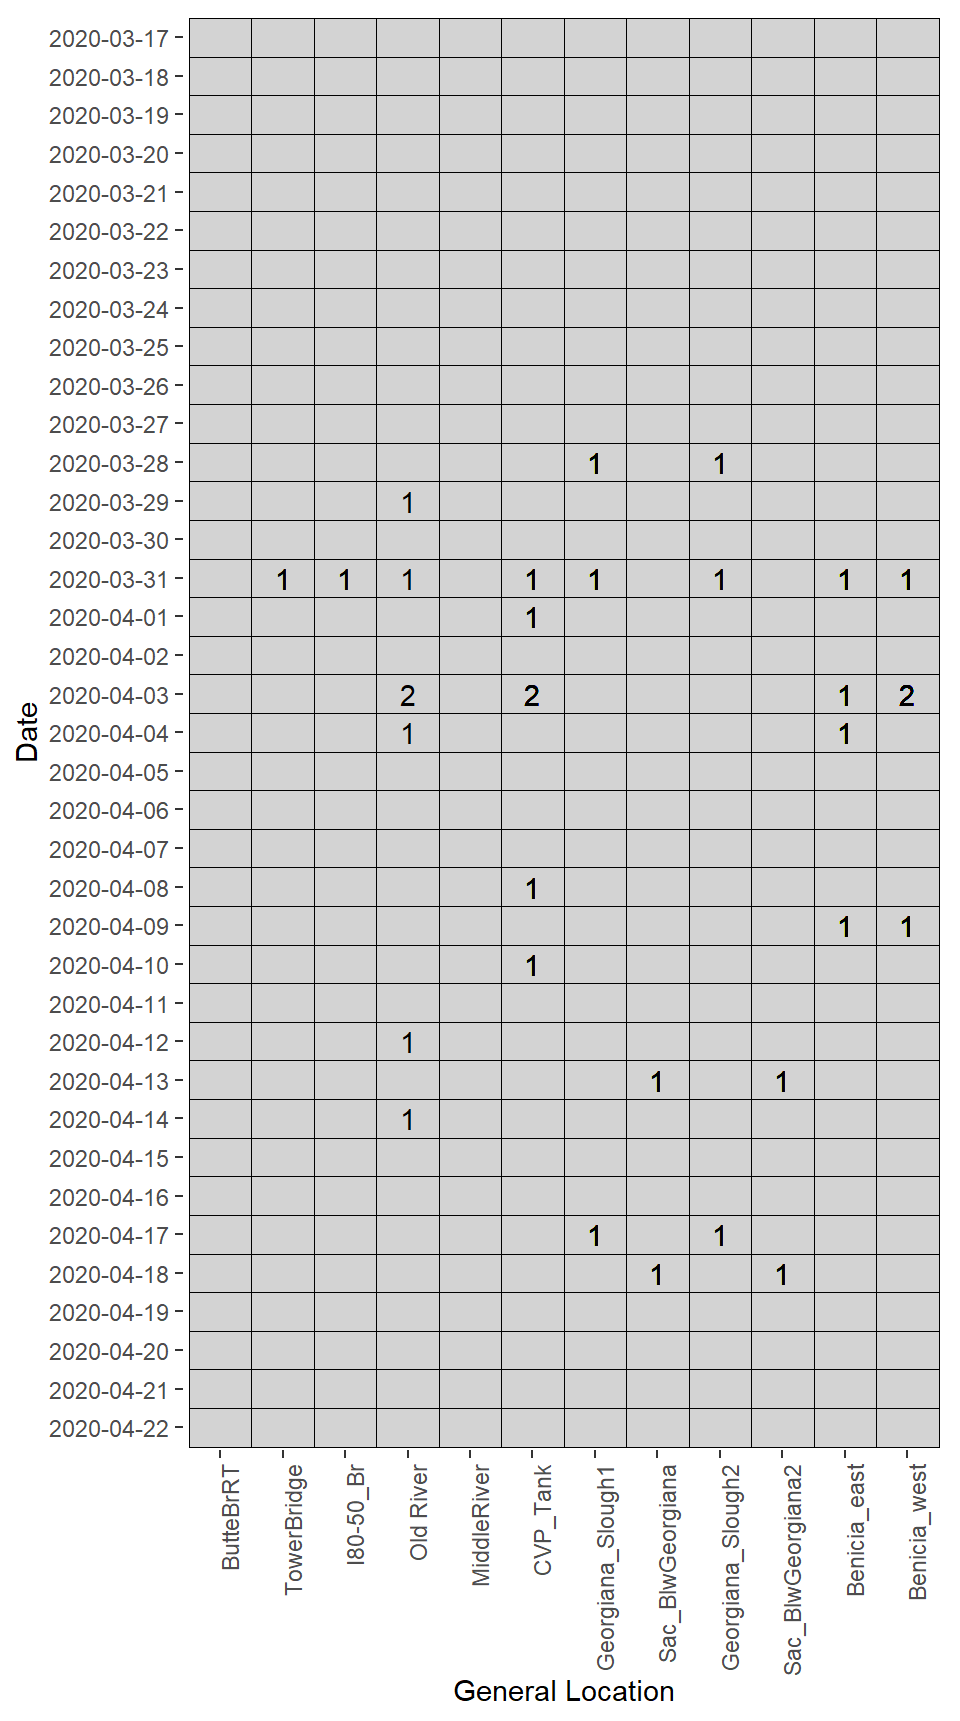 2020-03-17
2020-03-18
2020-03-19
2020-03-20
2020-03-21
2020-03-22
2020-03-23
2020-03-24
2020-03-25
2020-03-26
2020-03-27
2020-03-28 1 1
2020-03-29 1
2020-03-30
2020-03-31 1 1 1 1 1 1 1 1
2020-04-01 1
2020-04-02
2020-04-03 2 2 1 2
2020-04-04 1 1
2020-04-05
2020-04-06
2020-04-07
2020-04-08 1
2020-04-09 1 1
2020-04-10 1
2020-04-11
2020-04-12 1
2020-04-13 1 1
2020-04-14 1
2020-04-15
2020-04-16
2020-04-17 1 1
2020-04-18 1 1
2020-04-19
2020-04-20
2020-04-21
2020-04-22
Date
ButteBrRT
TowerBridge
I80-50_Br
Old River
MiddleRiver
CVP_Tank
Georgiana_Slough1
Sac_BlwGeorgiana
Georgiana_Slough2
Sac_BlwGeorgiana2
Benicia_east
Benicia_west
General Location